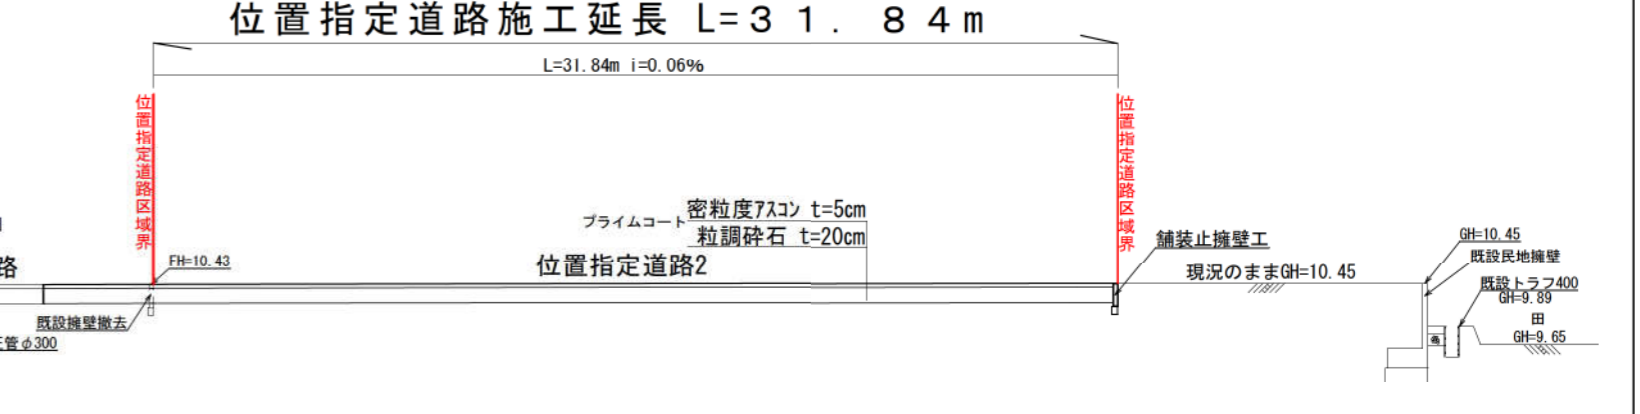 位置指定道路施工延長 L=３１．８４ｍ
L=31.84m i=0.06%
位置指定道路区域界
位置指定道路区域界
密粒度アスコン t=5cm
プライムコート
粒調砕石 t=20cm
舗装止擁壁工
GH=10.45
既設民地擁壁
路
FH=10.43
位置指定道路2
現況のままGH=10.45
既設トラフ400
GH=9.89
田
既設擁壁撤去
GH=9.65
管φ300